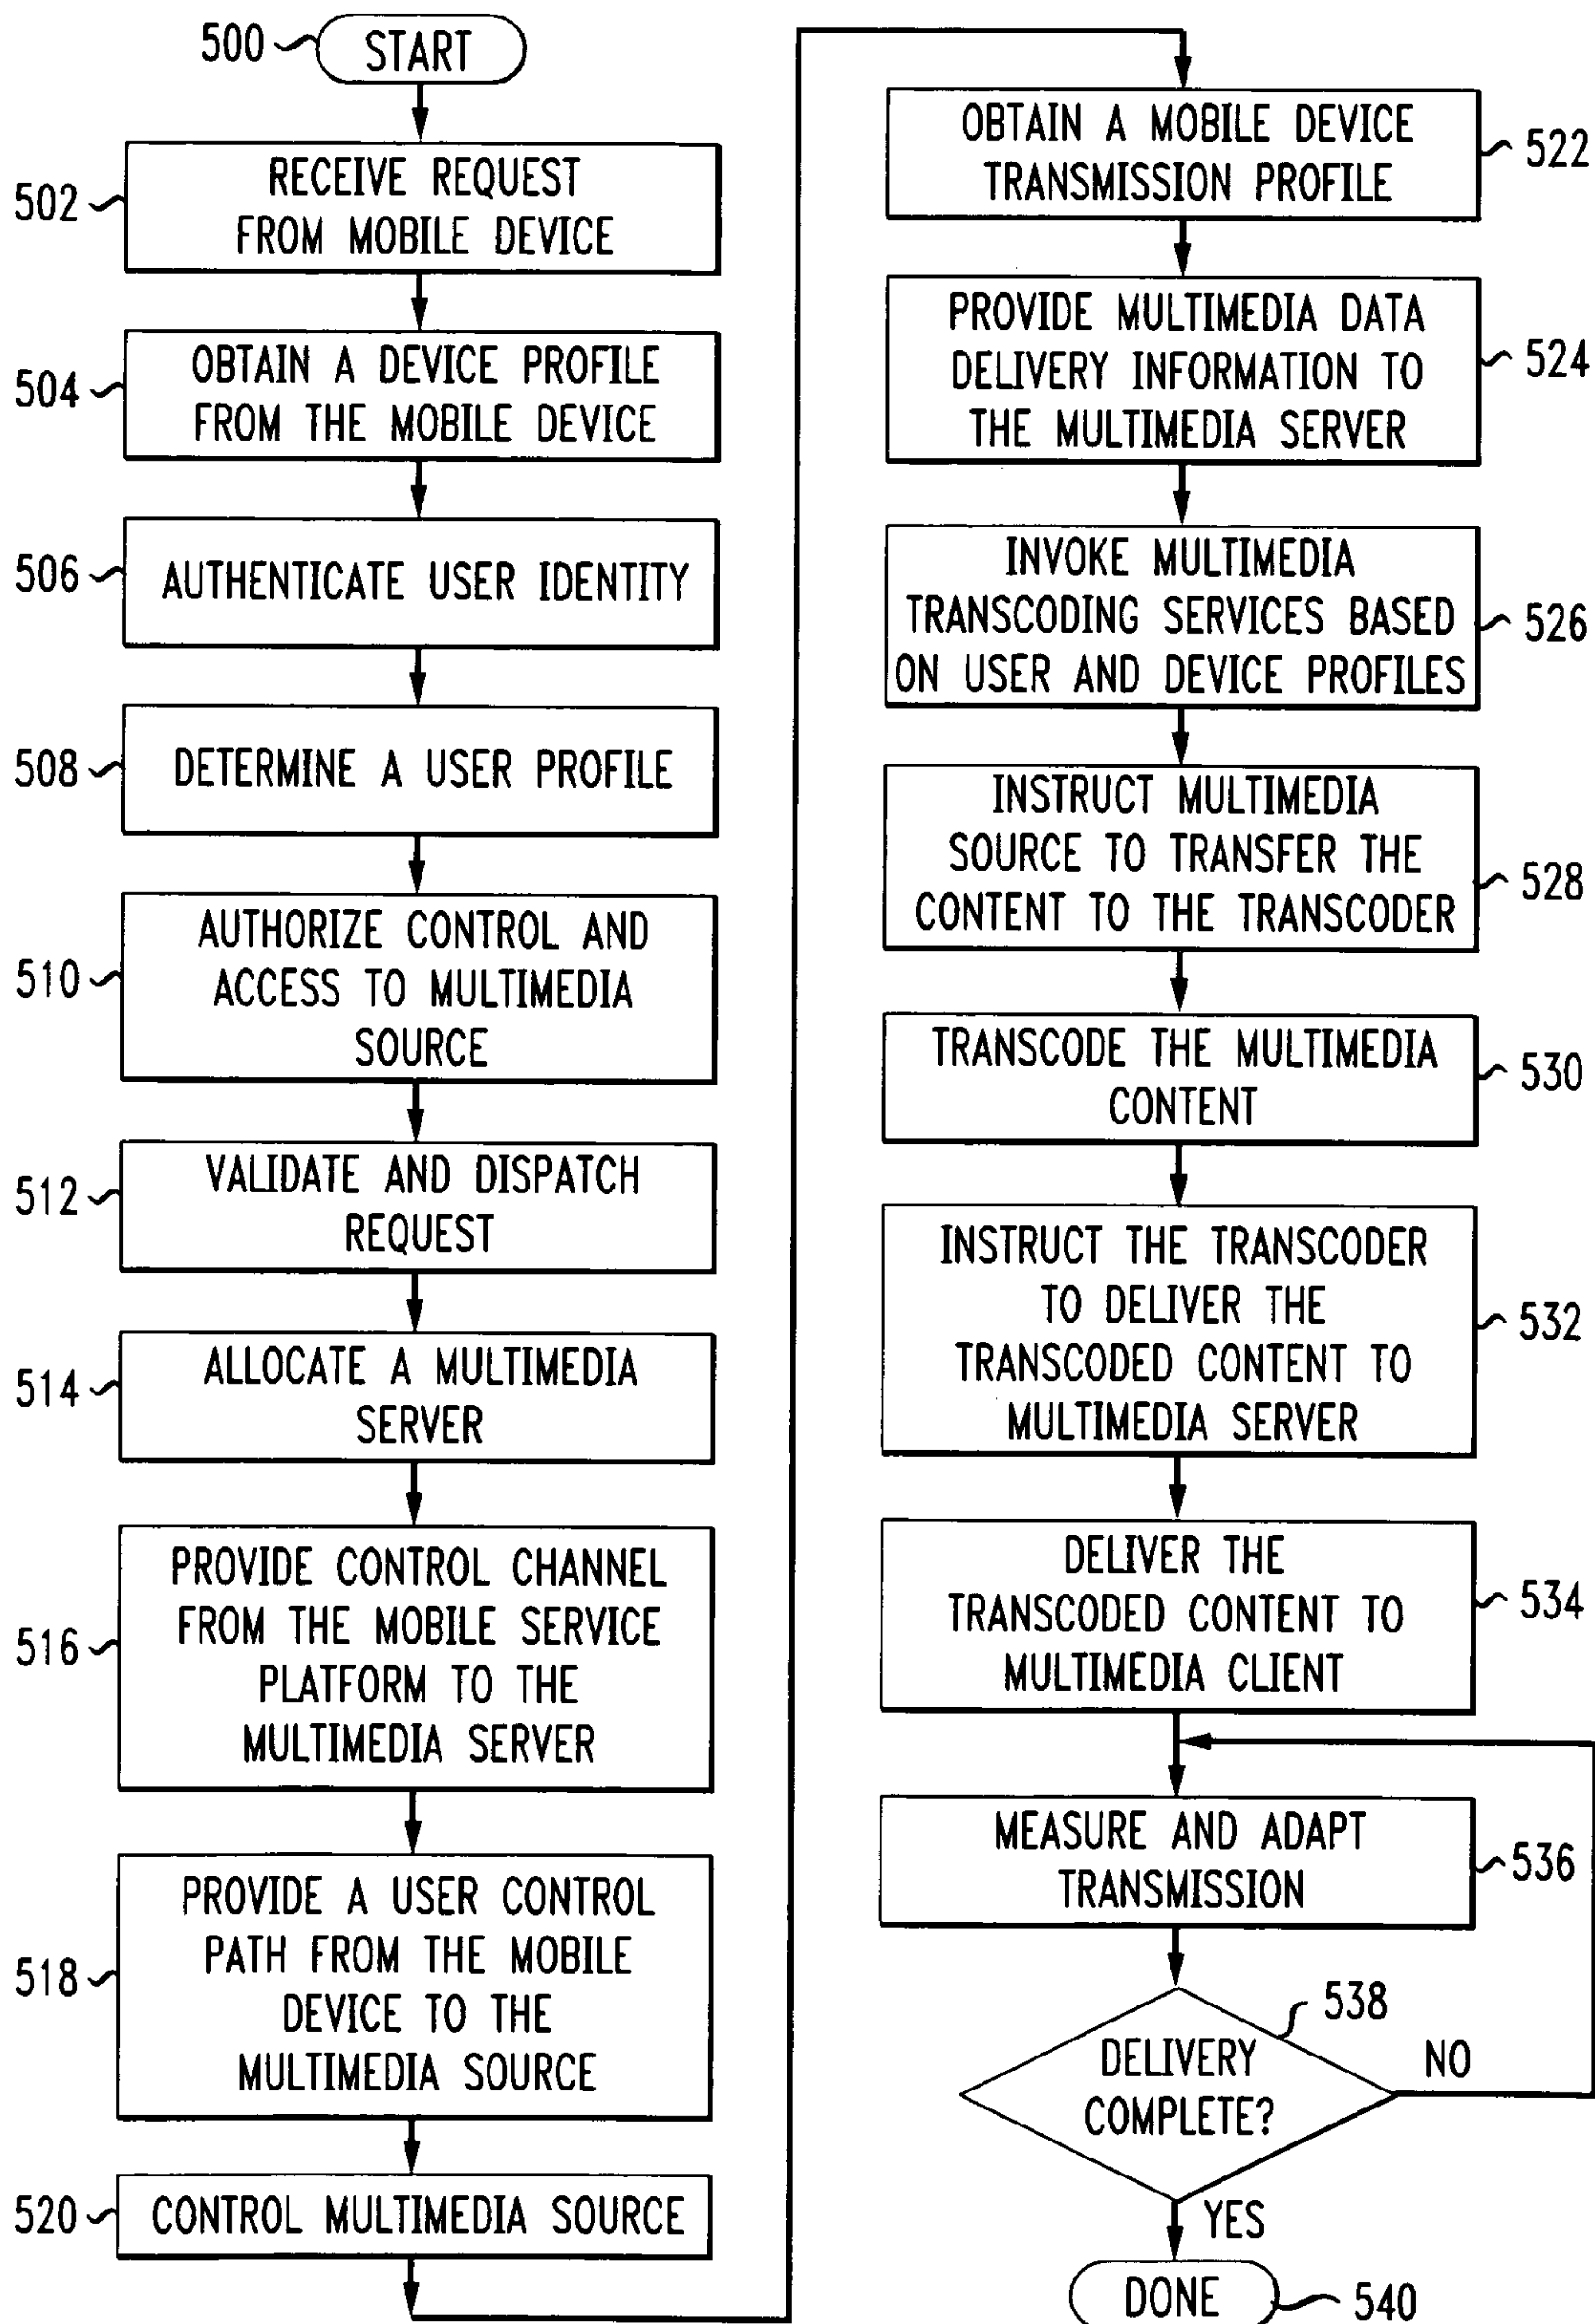 500
START
502
RECEIVE REQUEST
FROM MOBILE DEVICE
504
OBTAIN A DEVICE PROFILE
FROM THE MOBILE DEVICE
506
AUTHENTICATE USER IDENTITY
508
DETERMINE A USER PROFILE
510
AUTHORIZE CONTROL AND
ACCESS TO MULTIMEDIA
SOURCE
512
VALIDATE AND DISPATCH
REQUEST
514
ALLOCATE A MULTIMEDIA
SERVER
516
PROVIDE CONTROL CHANNEL
FROM THE MOBILE SERVICE
PLATFORM TO THE
MULTIMEDIA SERVER
518
PROVIDE A USER CONTROL
PATH FROM THE MOBILE
DEVICE TO THE
MULTIMEDIA SOURCE
520
CONTROL MULTIMEDIA SOURCE
OBTAIN A MOBILE DEVICE
TRANSMISSION PROFILE
522
PROVIDE MULTIMEDIA DATA
DELIVERY INFORMATION TO
THE MULTIMEDIA SERVER
524
INVOKE MULTIMEDIA
TRANSCODING SERVICES BASED
ON USER AND DEVICE PROFILES
526
INSTRUCT MULTIMEDIA
SOURCE TO TRANSFER THE
CONTENT TO THE TRANSCODER
528
TRANSCODE THE MULTIMEDIA
CONTENT
530
INSTRUCT THE TRANSCODER
TO DELIVER THE
TRANSCODED CONTENT TO
MULTIMEDIA SERVER
532
DELIVER THE
TRANSCODED CONTENT TO
MULTIMEDIA CLIENT
534
MEASURE AND ADAPT
TRANSMISSION
536
538
DELIVERY
COMPLETE?
NO
YES
DONE
540